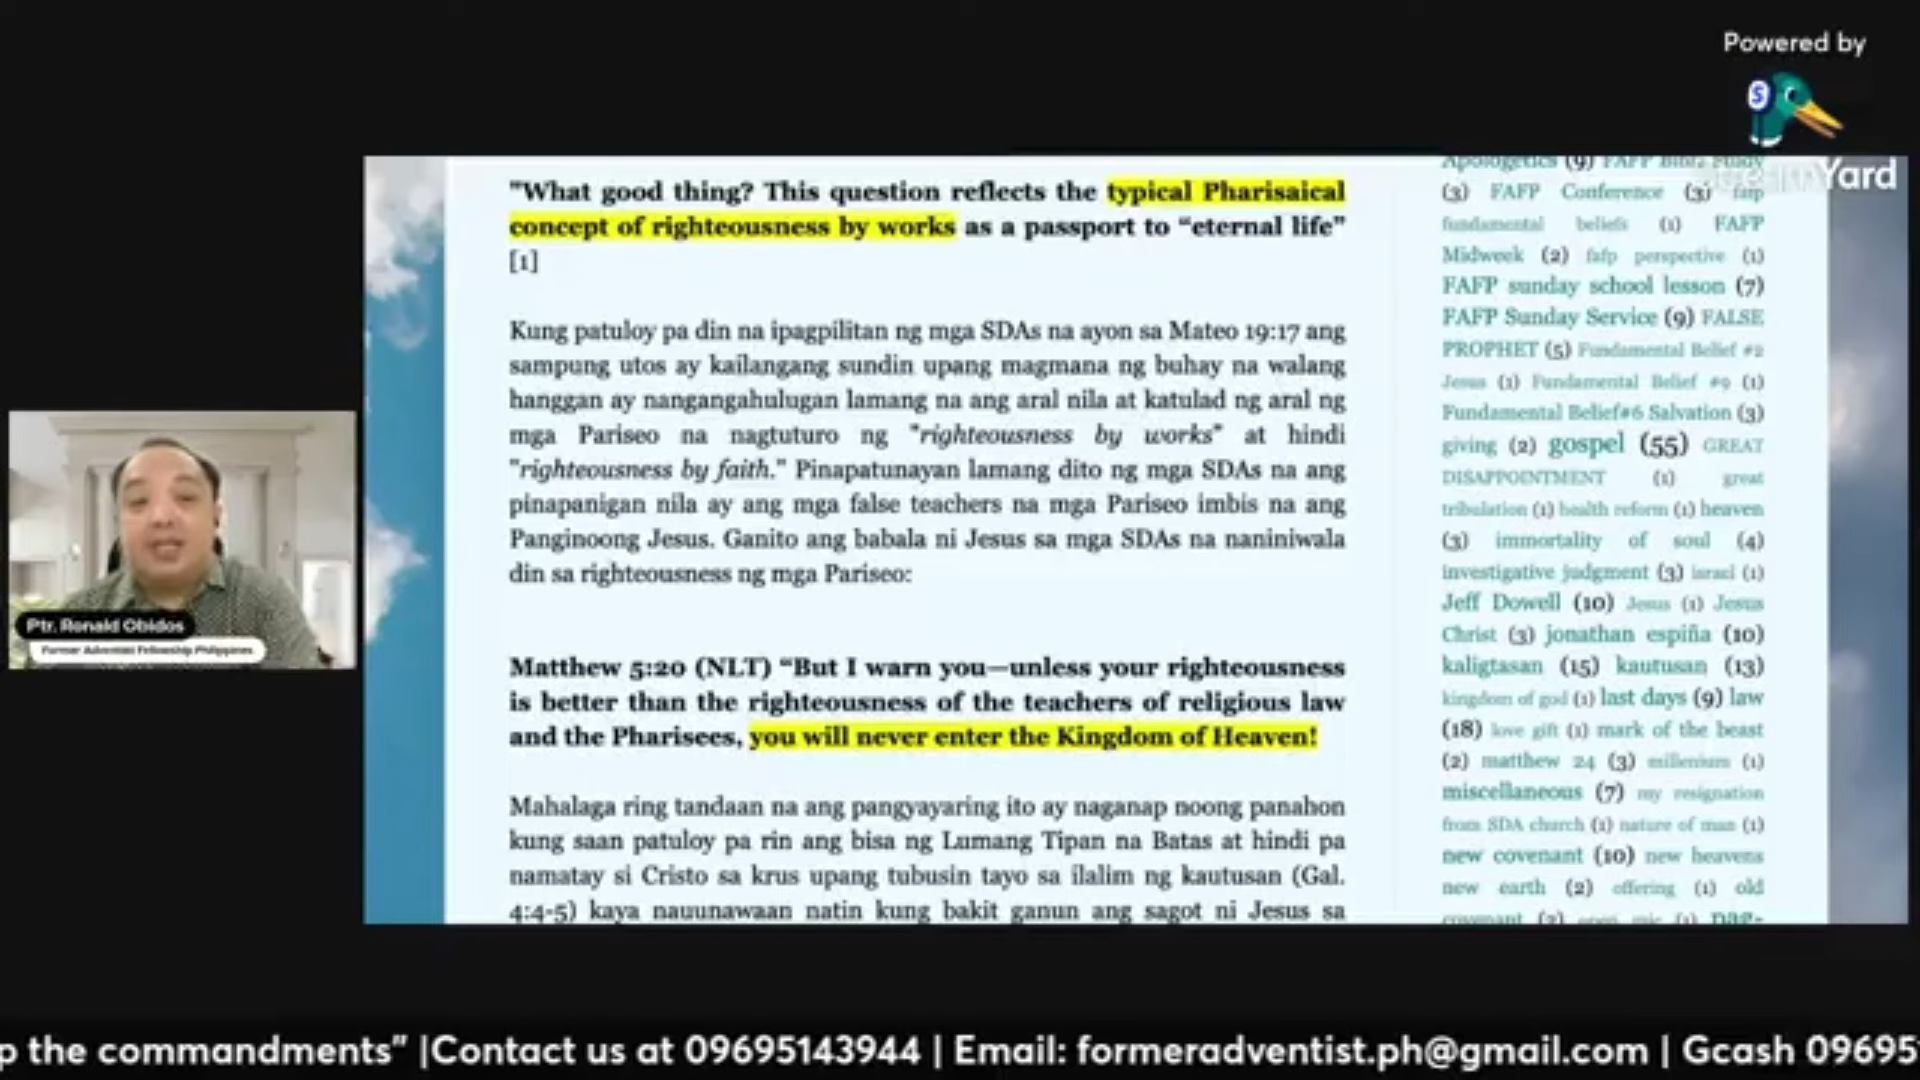 Powered by
Yard
"What good thing? This question reflects the typical Pharisaical
concept of righteousness by works as a passport to “eternal life”
[1]
Kung patuloy pa din na ipagpilitan ng mga SDAs na ayon sa Mateo 19:17 ang
sampung utos ay kailangang sundin upang magmana ng buhay na walang
hanggan ay nangangahulugan lamang na ang aral nila at katulad ng aral ng
mga Pariseo na nagtuturo ng "righteousness by works" at hindi
"righteousness by faith." Pinapatunayan lamang dito ng mga SDAs na ang
pinapanigan nila ay ang mga false teachers na mga Pariseo imbis na ang
Panginoong Jesus. Ganito ang babala ni Jesus sa mga SDAs na naniniwala
din sa righteousness ng mga Pariseo:
Matthew 5:20 (NLT) “But I warn you—unless your righteousness
is better than the righteousness of the teachers of religious law
and the Pharisees, you will never enter the Kingdom of Heaven!
Mahalaga ring tandaan na ang pangyayaring ito ay naganap noong panahon
kung saan patuloy pa rin ang bisa ng Lumang Tipan na Batas at hindi pa
namatay si Cristo sa krus upang tubusin tayo sa ilalim ng kautusan (Gal.
4:4-5) kaya nauunawaan natin kung bakit ganun ang sagot ni Jesus sa
Apologetics (9) FAFP Bible Study
(3) FAFP Conference (3) fafp
fundamental beliefs (1) FAFP
Midweek (2) fafp perspective (1)
FAFP sunday school lesson (7)
FAFP Sunday Service (9) FALSE
PROPHET (5) Fundamental Belief #2
Jesus (1) Fundamental Belief #9 (1)
Fundamental Belief#6 Salvation (3)
giving (2) gospel (55) GREAT
DISAPPOINTMENT (1) great
tribulation (1) health reform (1) heaven
(3) immortality of soul (4)
investigative judgment (3) israel (1)
Jeff Dowell (10) Jesus (1) Jesus
Christ (3) jonathan espiña (10)
kaligtasan (15) kautusan (13)
kingdom of god (1) last days (9) law
(18) love gift (1) mark of the beast
(2) matthew 24 (3) millenium (1)
miscellaneous (7) my resignation
from SDA church (1) nature of man (1)
new covenant (10) new heavens
new earth (2) offering (1) old
covenant (2) open mic (1) pag-
Ptr. Ronald Obidos
Former Adventist Fellowship Philippines
p the commandments” |Contact us at 09695143944 | Email: formeradventist.ph@gmail.com | Gcash 09695